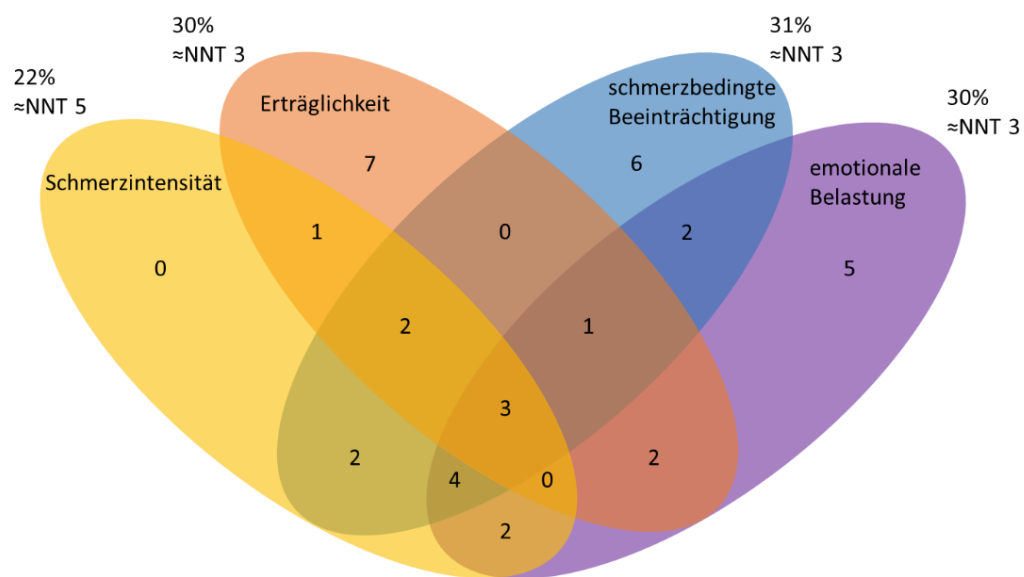 30%
≈NNT 3
31%
≈NNT 3
22%
≈NNT 5
30%
≈NNT 3
Erträglichkeit
schmerzbedingte
Beeinträchtigung
Schmerzintensität
emotionale
Belastung
7
6
1
0
2
0
5
2
1
3
2
4
0
2
2